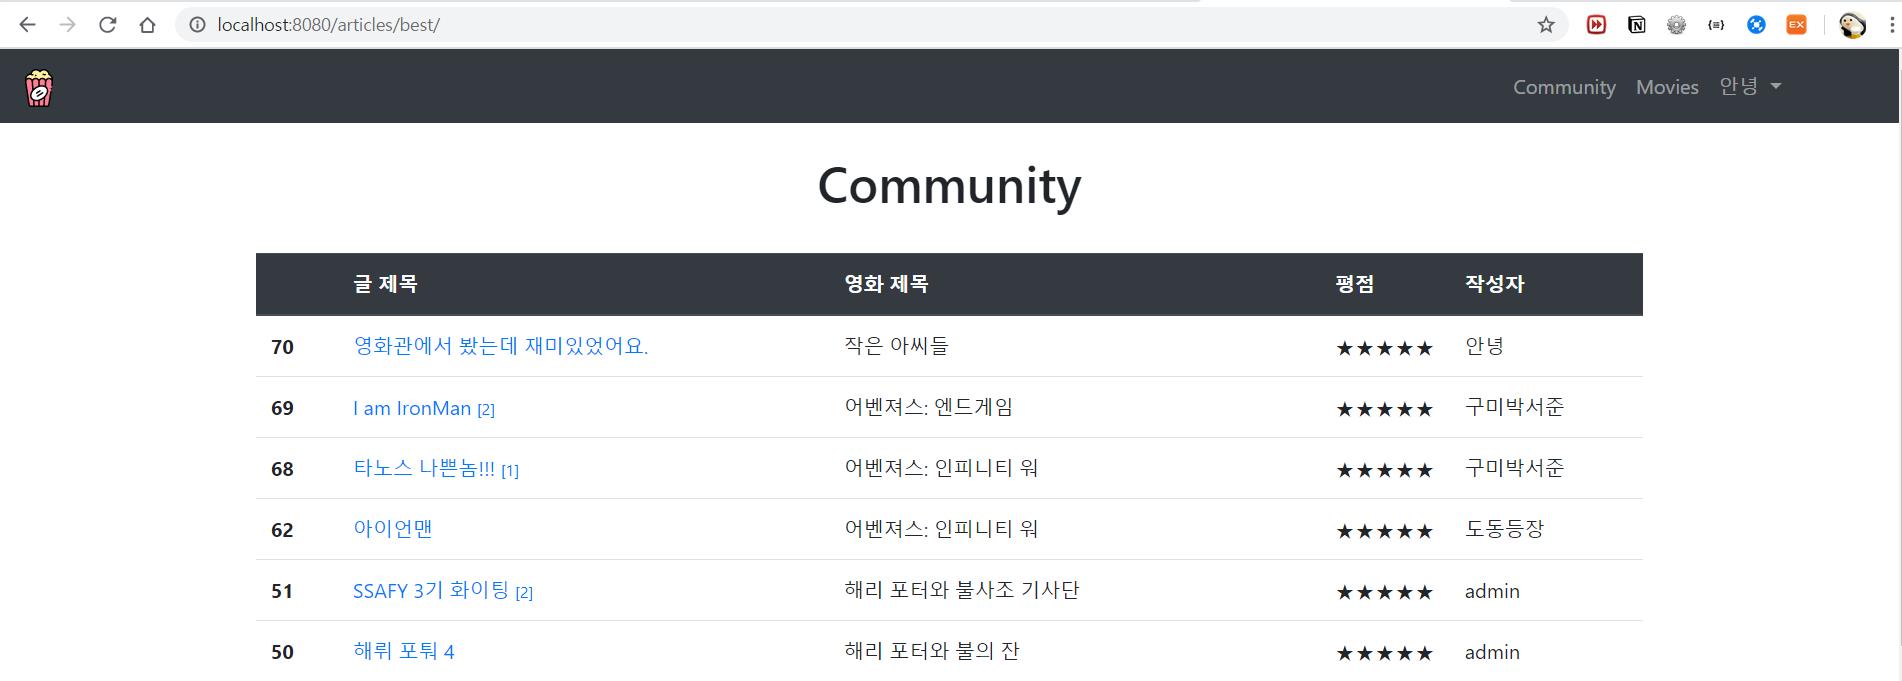 localhost:8080/articles/best/
N
{≡}
EX
Community Movies 안녕
Community
글 제목 영화 제목 평점 작성자
70 영화관에서 봤는데 재미있었어요. 작은 아씨들 ★★★★★ 안녕
69 I am IronMan [2] 어벤져스: 엔드게임 ★★★★★ 구미박서준
68 타노스 나쁜놈!!! [1] 어벤져스: 인피니티 워 ★★★★★ 구미박서준
62 아이언맨 어벤져스: 인피니티 워 ★★★★★ 도동등장
51 SSAFY 3기 화이팅 [2] 해리 포터와 불사조 기사단 ★★★★★ admin
50 해뤼 포퉈 4 해리 포터와 불의 잔 ★★★★★ admin